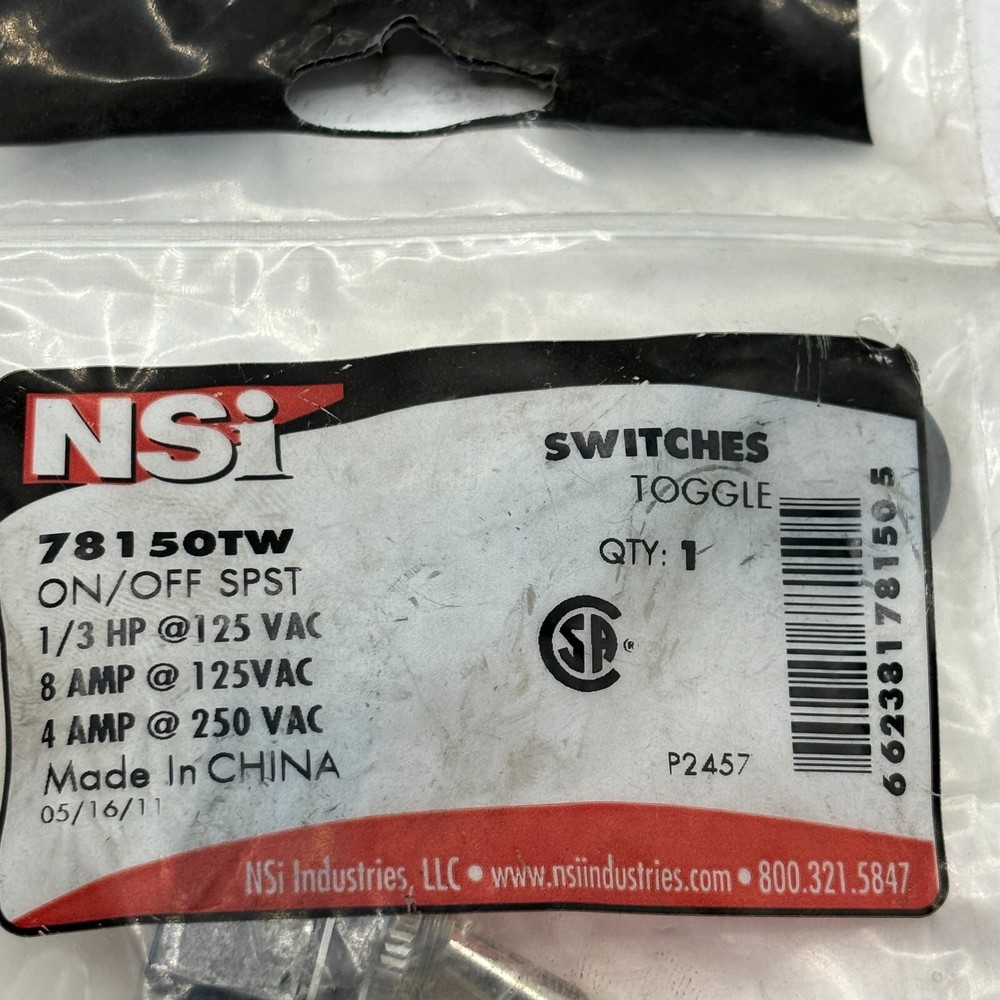 NSi
SWITCHES
TOGGLE
QTY: 1
78150TW
ON/OFF SPST
1/3 HP @125 VAC
8 AMP @ 125VAC
4 AMP @ 250 VAC
Made In CHINA
05/16/11
SA®
P2457
6 62381 78150 5
NSi Industries, LLC • www.nsiindustries.com • 800.321.5847